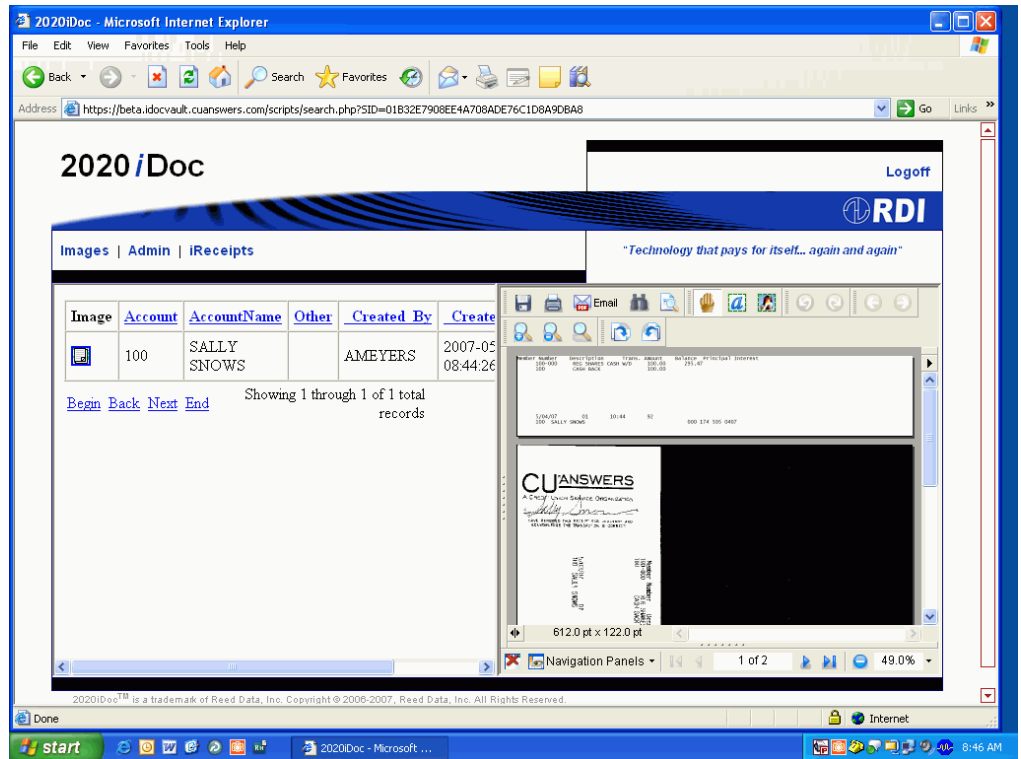 2020iDoc - Microsoft Internet Explorer
File Edit View Favorites Tools Help
Back Search Favorites
Address https://beta.idocvault.cuanswers.com/scripts/search.php?SID=01B32E7908EE4A708ADE76C1D8A9DBA8 Go Links »
2020 iDoc
Logoff
RDI
Images | Admin | iReceipts
"Technology that pays for itself... again and again"
Email
Image Account AccountName Other Created By Create
100 SALLY SNOWS AMEYERS 2007-05 08:44:26
Begin Back Next End Showing 1 through 1 of 1 total records
Member Number Description Trans. Amount Balance Principal Interest
100-000 REG SHARES CASH W/D 100.00 295.47
100 CASH BACK 100.00
5/04/07 01 10:44 92
100 SALLY SNOWS
CU*ANSWERS
A Credit Union Service Organization
612.0 pt x 122.0 pt
Navigation Panels 1 of 2 49.0%
2020iDoc™ is a trademark of Reed Data, Inc. Copyright © 2006-2007, Reed Data, Inc. All Rights Reserved.
Done Internet
start 2020iDoc - Microsoft ... 8:46 AM